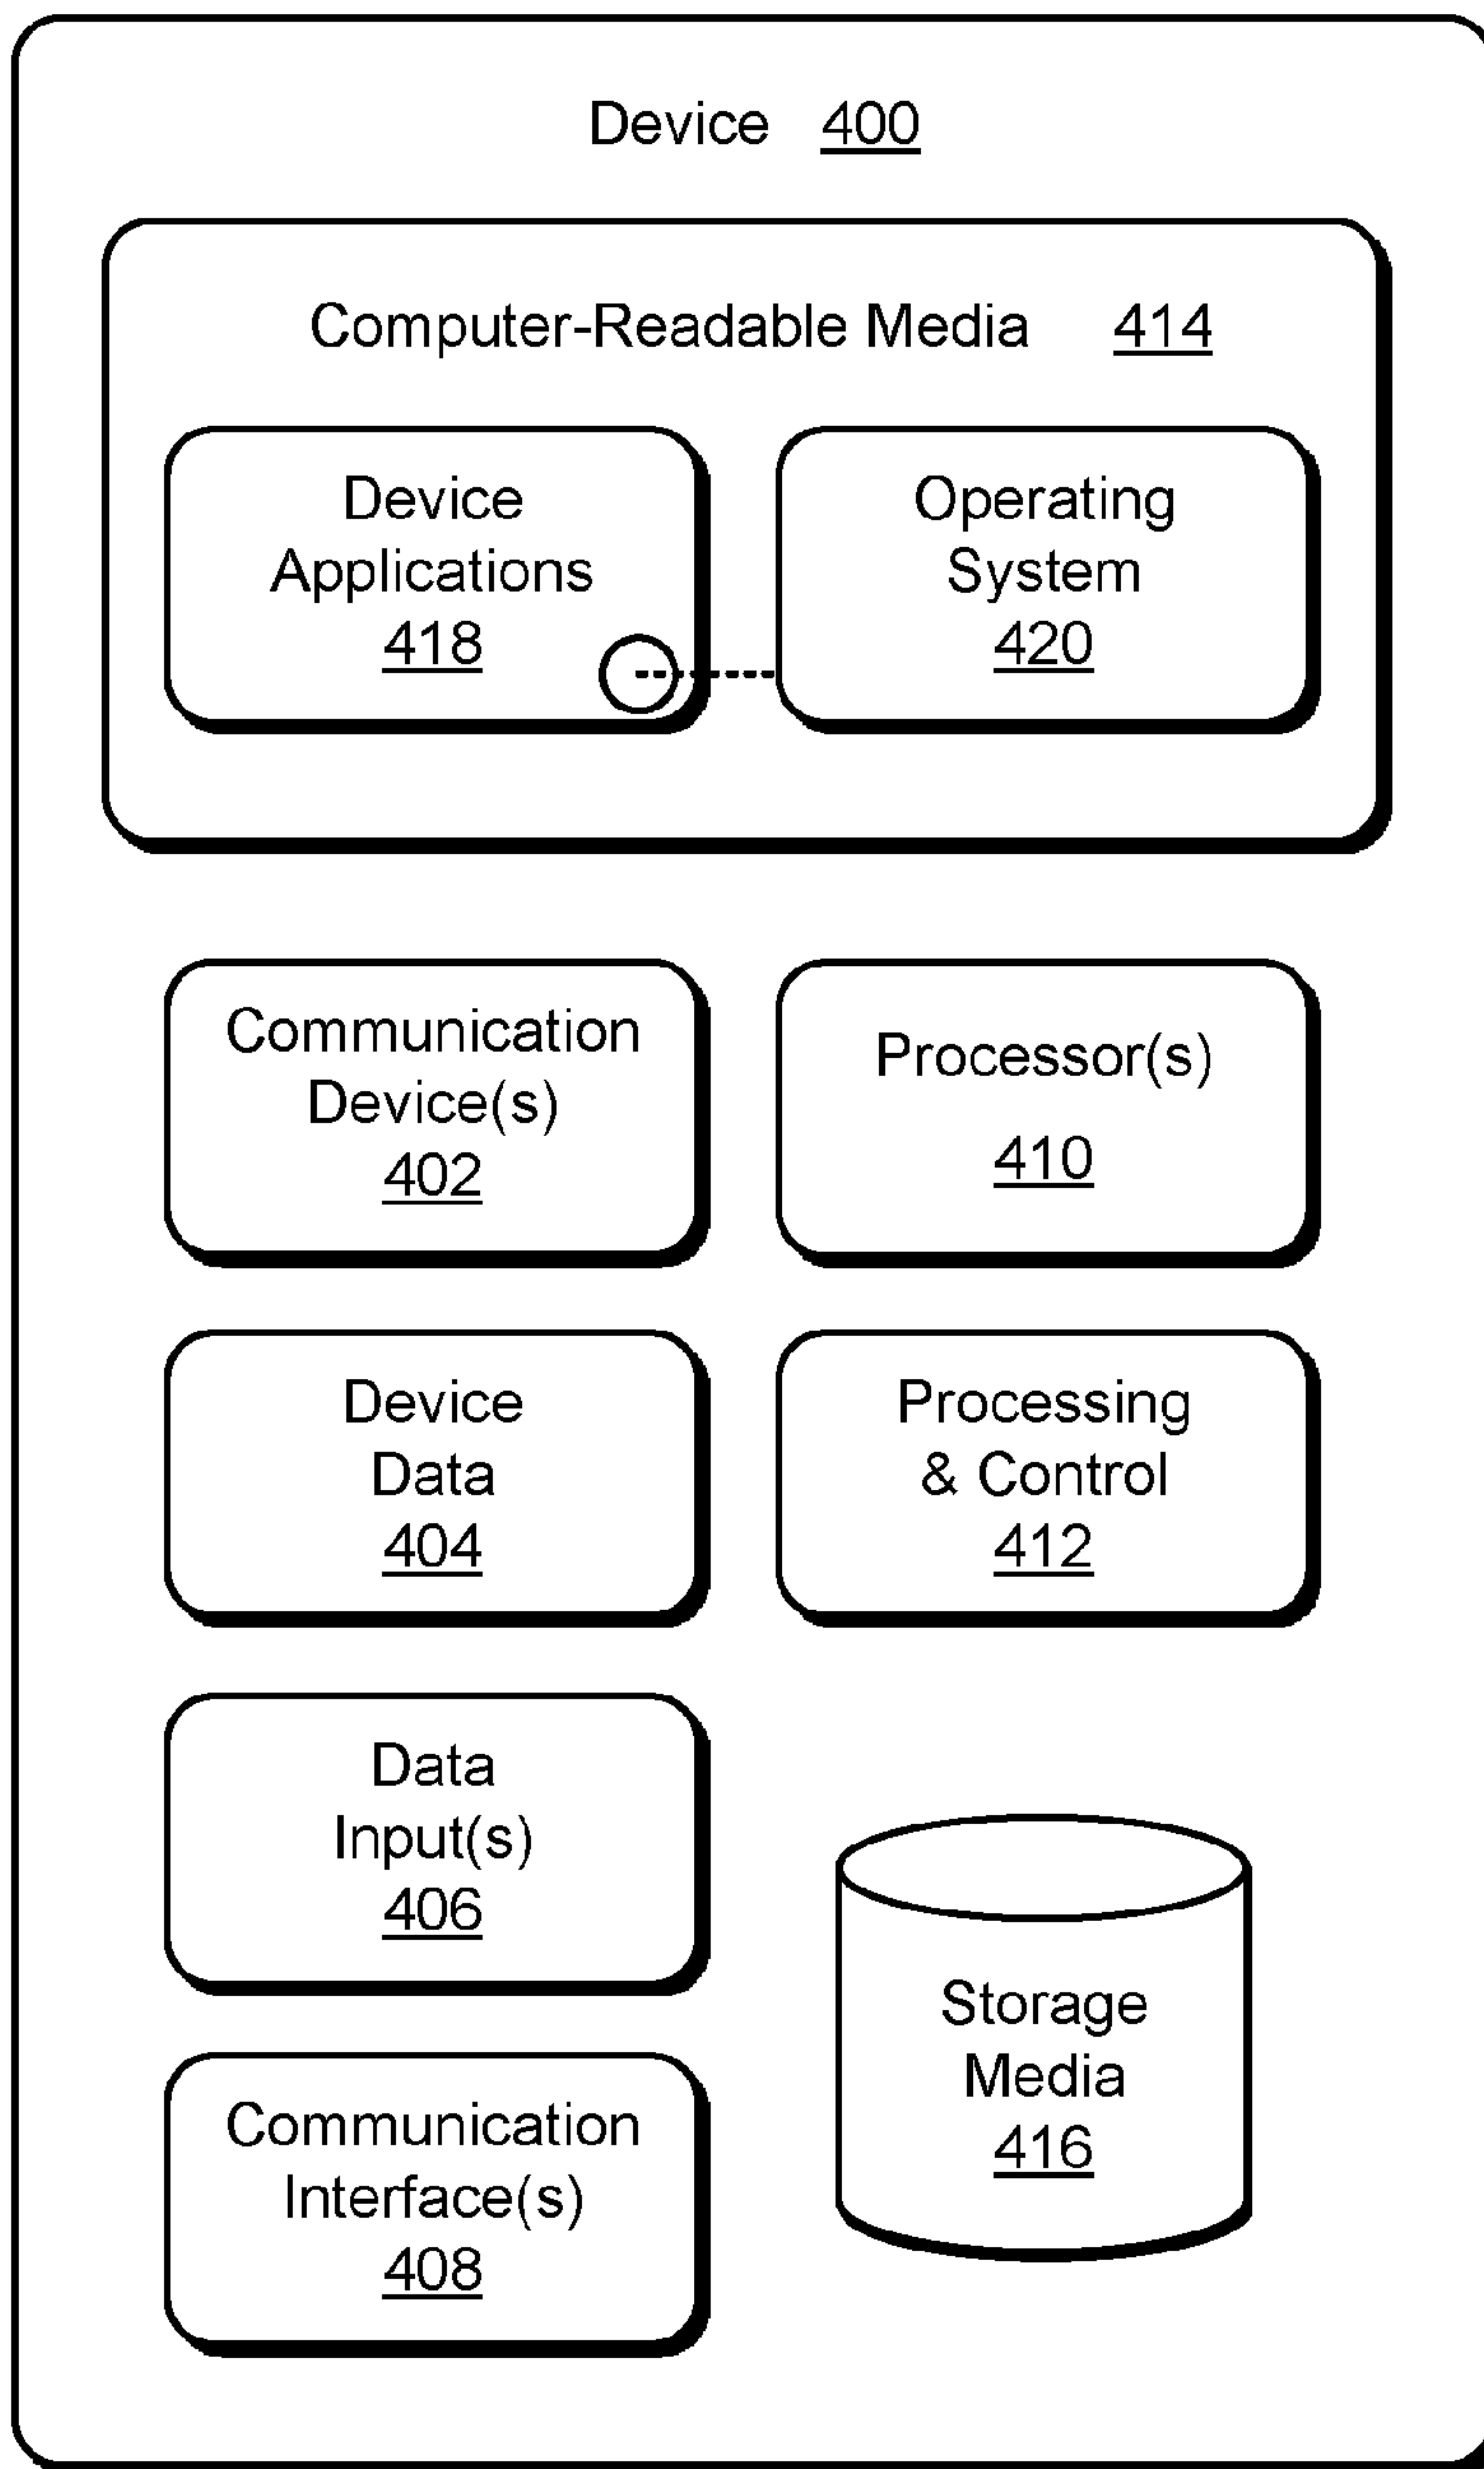 Device 400
Computer-Readable Media 414
Device
Applications
418
Operating
System
420
Communication
Device(s)
402
Processor(s)
410
Device
Data
404
Processing
& Control
412
Data
Input(s)
406
Storage
Media
416
Communication
Interface(s)
408